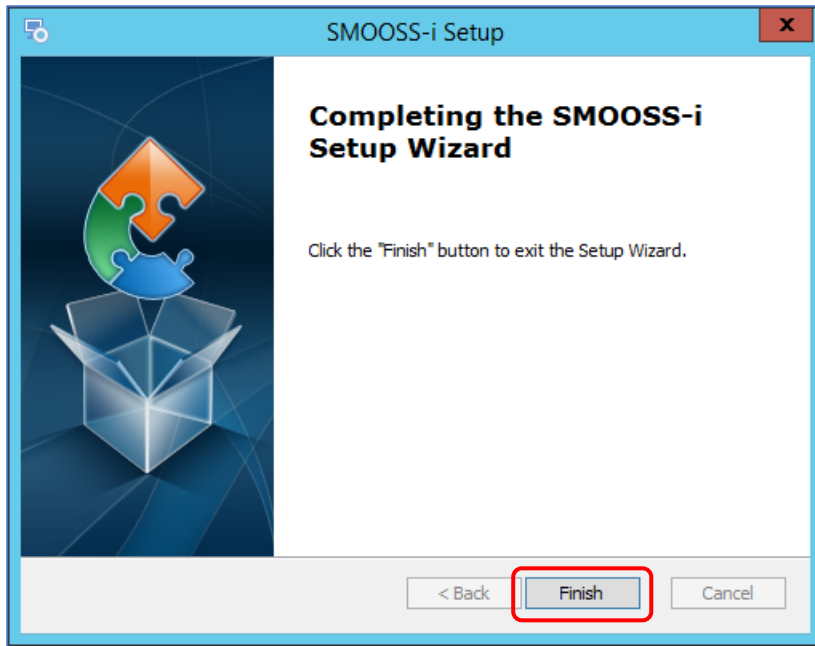 SMOOSS-i Setup
x
Completing the SMOOSS-i
Setup Wizard
Click the "Finish" button to exit the Setup Wizard.
< Back
Finish
Cancel